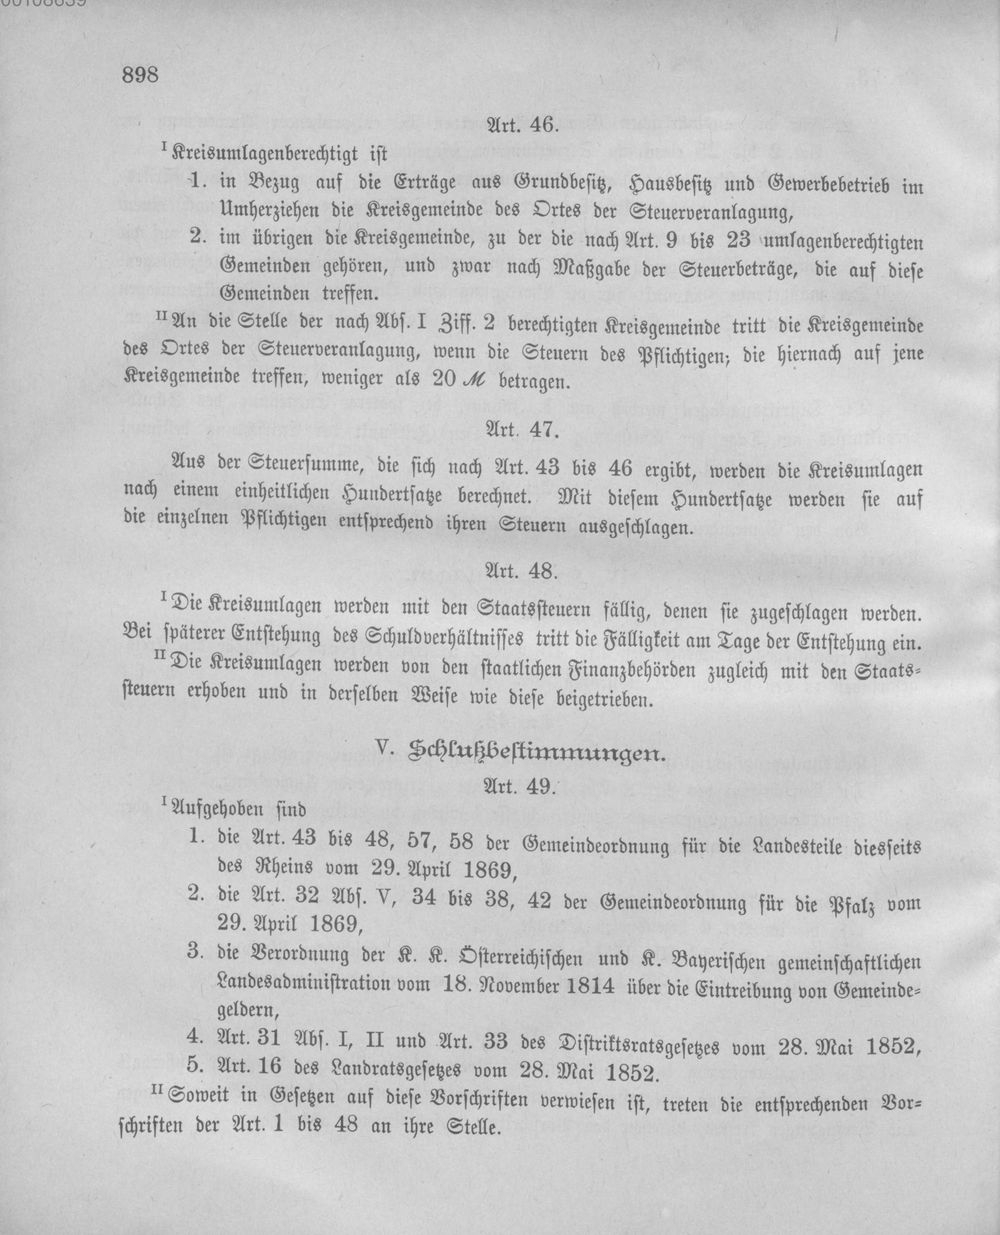 898
Art. 46.
I Kreisumlagenberechtigt ist
1. in Bezug auf die Erträge aus Grundbesitz, Hausbesitz und Gewerbebetrieb im
Umherziehen die Kreisgemeinde des Ortes der Steuerveranlagung,
2. im übrigen die Kreisgemeinde, zu der die nach Art. 9 bis 23 umlagenberechtigten
Gemeinden gehören, und zwar nach Maßgabe der Steuerbeträge, die auf diese
Gemeinden treffen.
II An die Stelle der nach Abs. I Ziff. 2 berechtigten Kreisgemeinde tritt die Kreisgemeinde
des Ortes der Steuerveranlagung, wenn die Steuern des Pflichtigen, die hiernach auf jene
Kreisgemeinde treffen, weniger als 20 ℳ betragen.
Art. 47.
Aus der Steuersumme, die sich nach Art. 43 bis 46 ergibt, werden die Kreisumlagen
nach einem einheitlichen Hundertsatze berechnet. Mit diesem Hundertsatze werden sie auf
die einzelnen Pflichtigen entsprechend ihren Steuern ausgeschlagen.
Art. 48.
I Die Kreisumlagen werden mit den Staatssteuern fällig, denen sie zugeschlagen werden.
Bei späterer Entstehung des Schuldverhältnisses tritt die Fälligkeit am Tage der Entstehung ein.
II Die Kreisumlagen werden von den staatlichen Finanzbehörden zugleich mit den Staats-
steuern erhoben und in derselben Weise wie diese beigetrieben.
V. Schlußbestimmungen.
Art. 49.
I Aufgehoben sind
1. die Art. 43 bis 48, 57, 58 der Gemeindeordnung für die Landesteile diesseits
des Rheins vom 29. April 1869,
2. die Art. 32 Abs. V, 34 bis 38, 42 der Gemeindeordnung für die Pfalz vom
29. April 1869,
3. die Verordnung der K. K. Österreichischen und K. Bayerischen gemeinschaftlichen
Landesadministration vom 18. November 1814 über die Eintreibung von Gemeinde-
geldern,
4. Art. 31 Abs. I, II und Art. 33 des Distriktsratsgesetzes vom 28. Mai 1852,
5. Art. 16 des Landratsgesetzes vom 28. Mai 1852.
II Soweit in Gesetzen auf diese Vorschriften verwiesen ist, treten die entsprechenden Vor-
schriften der Art. 1 bis 48 an ihre Stelle.